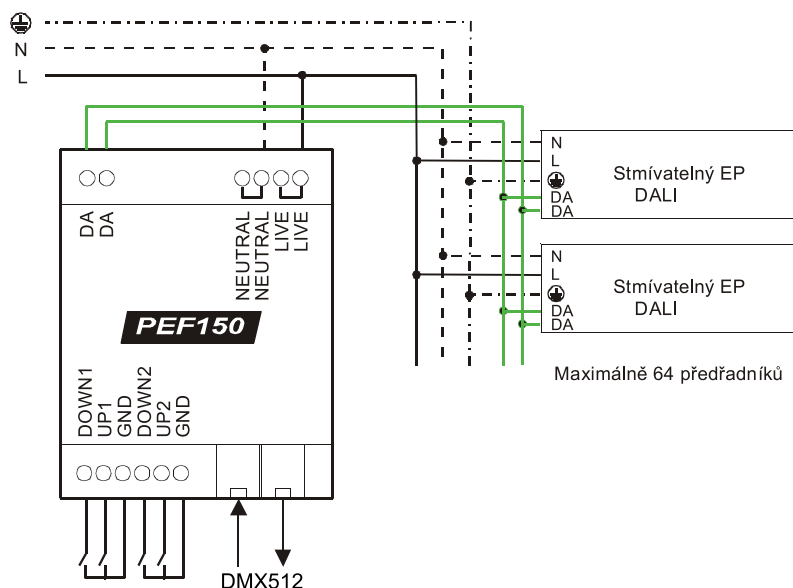 N
L
DA
DA
NEUTRAL
NEUTRAL
LIVE
LIVE
PEF150
DOWN1
UP1
GND
DOWN2
UP2
GND
DMX512
N
L
DA
DA
Stmívatelný EP
DALI
N
L
DA
DA
Stmívatelný EP
DALI
Maximálně 64 předřadníků